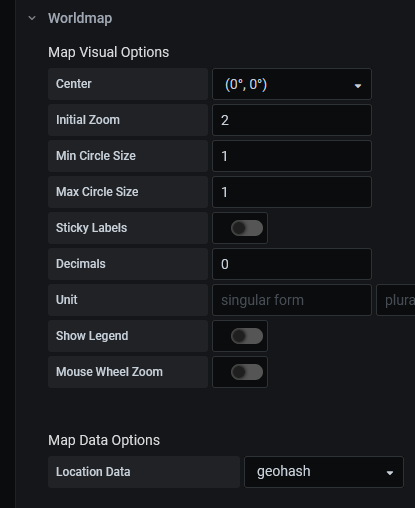 Worldmap
Map Visual Options
Center (0°, 0°)
Initial Zoom 2
Min Circle Size 1
Max Circle Size 1
Sticky Labels
Decimals 0
Unit singular form plura
Show Legend
Mouse Wheel Zoom
Map Data Options
Location Data geohash